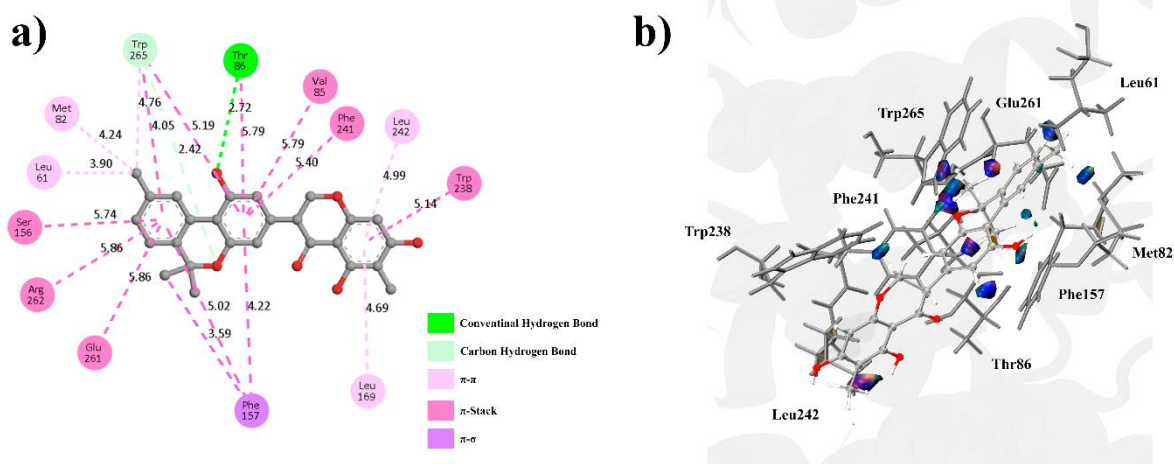 a)
Trp
265
Thr
86
Val
85
Phe
241
Leu
242
Trp
238
Met
82
Leu
61
Ser
156
Arg
262
Glu
261
Phe
157
Leu
169
4.76
4.05
5.19
2.42
2.72
5.79
5.79
5.40
4.99
5.14
4.24
3.90
5.74
5.86
5.86
5.02
3.59
4.22
4.69
Conventinal Hydrogen Bond
Carbon Hydrogen Bond
π-π
π-Stack
π-σ
b)
Leu61
Glu261
Trp265
Phe241
Trp238
Met82
Phe157
Thr86
Leu242